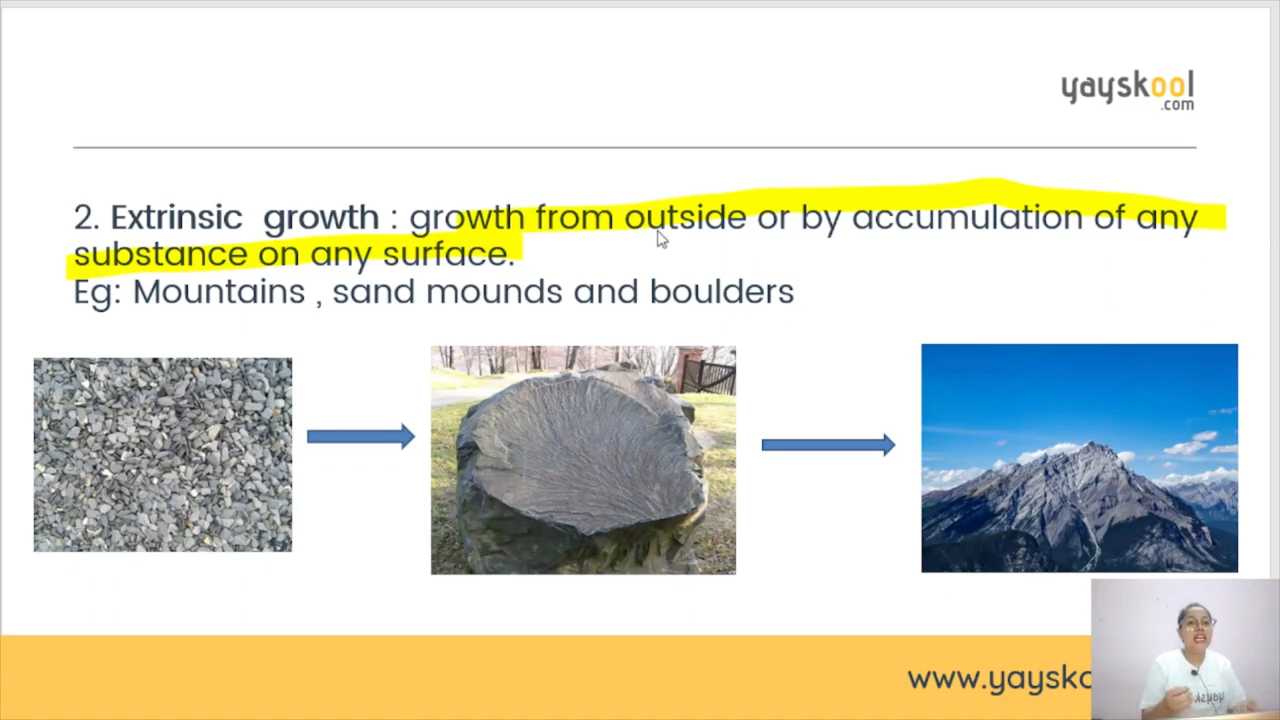 yayskool
.com
2. Extrinsic growth : growth from outside or by accumulation of any
substance on any surface.
Eg: Mountains , sand mounds and boulders
www.yaysko